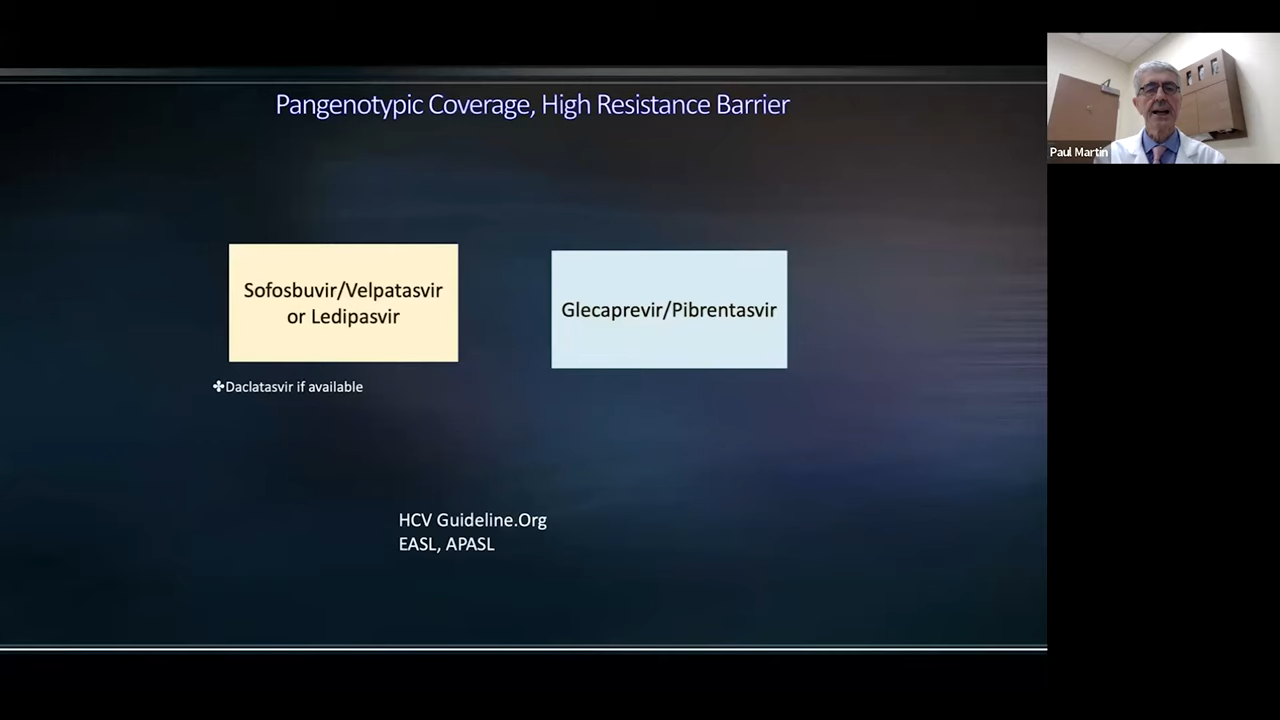 Pangenotypic Coverage, High Resistance Barrier
Paul Martin
Sofosbuvir/Velpatasvir
or Ledipasvir
Glecaprevir/Pibrentasvir
✤Daclatasvir if available
HCV Guideline.Org
EASL, APASL